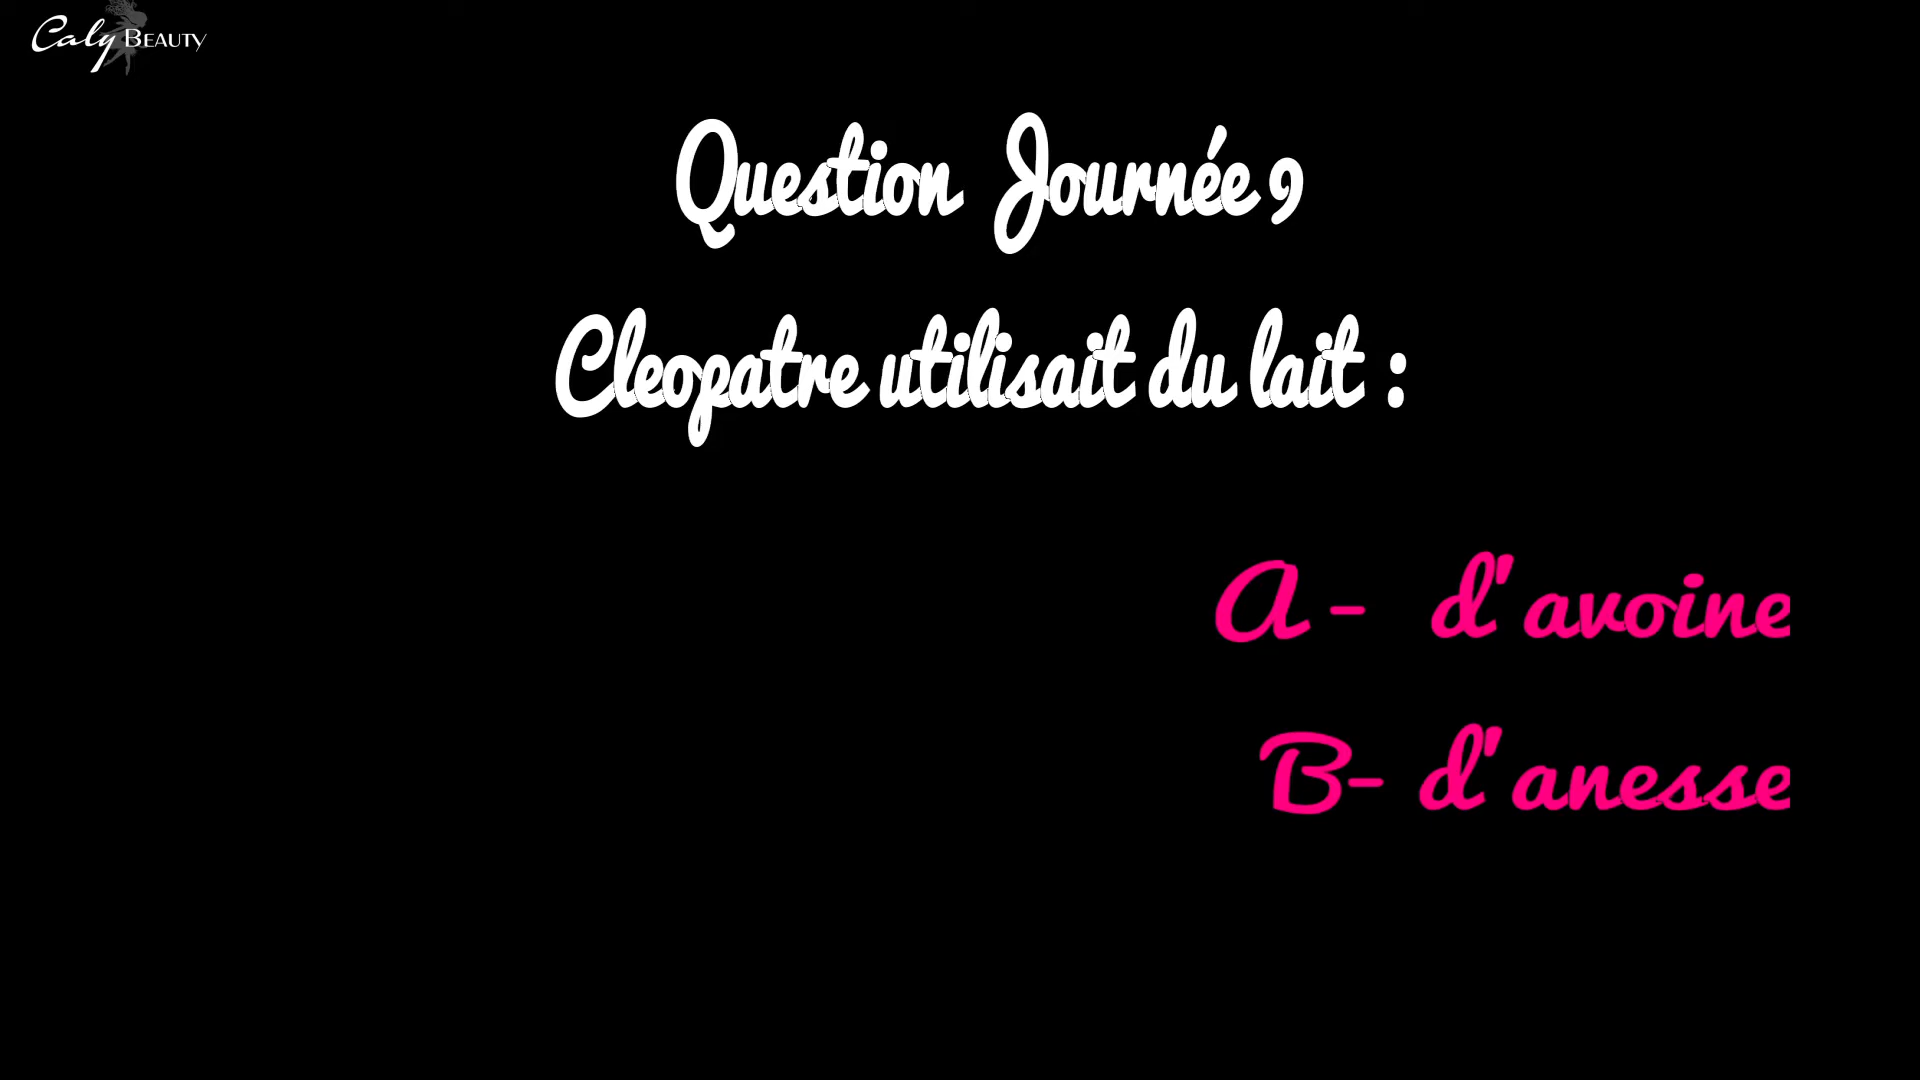 Caly BEAUTY
Question Journée 9
Cleopatre utilisait du lait :
A - d'avoine
B- d'anesse